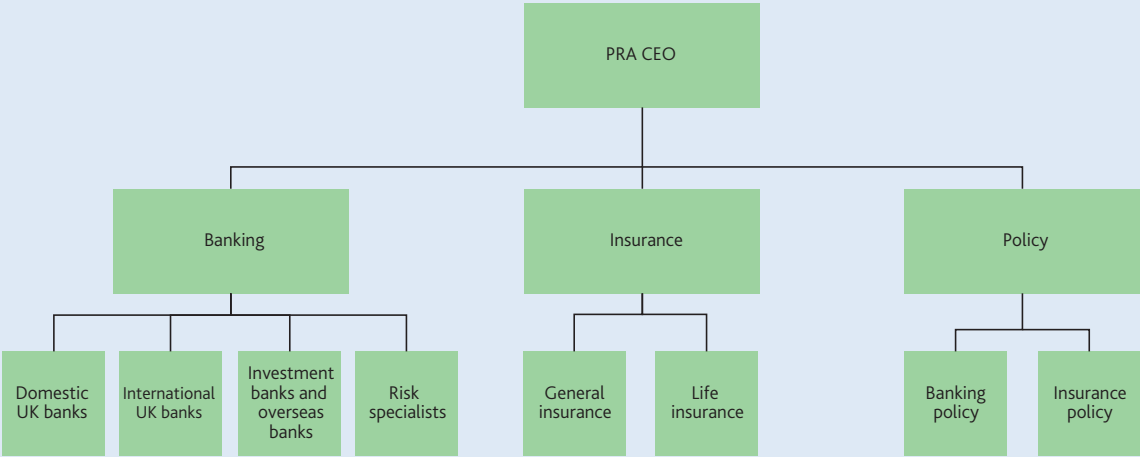 PRA CEO
Banking
Insurance
Policy
Domestic
UK banks
International
UK banks
Investment
banks and
overseas
banks
Risk
specialists
General
insurance
Life
insurance
Banking
policy
Insurance
policy